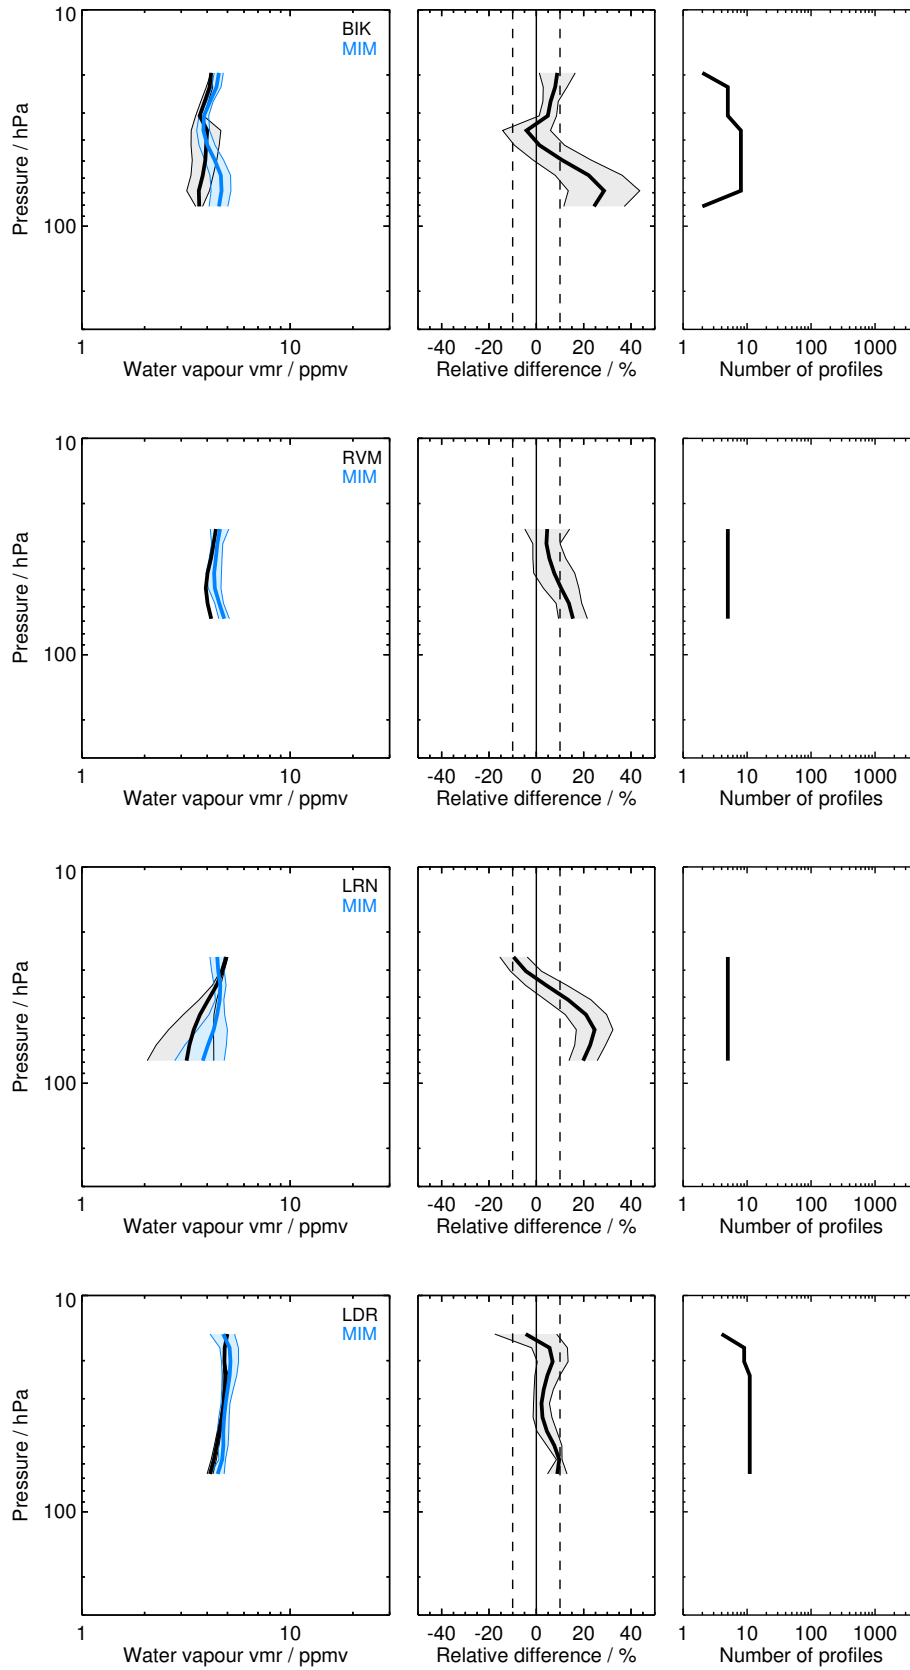 10
BIK
MIM
Pressure / hPa
100
1 10
-40 -20 0 20 40
1 10 100 1000
Water vapour vmr / ppmv
Relative difference / %
Number of profiles
10
RVM
MIM
Pressure / hPa
100
1 10
-40 -20 0 20 40
1 10 100 1000
Water vapour vmr / ppmv
Relative difference / %
Number of profiles
10
LRN
MIM
Pressure / hPa
100
1 10
-40 -20 0 20 40
1 10 100 1000
Water vapour vmr / ppmv
Relative difference / %
Number of profiles
10
LDR
MIM
Pressure / hPa
100
1 10
-40 -20 0 20 40
1 10 100 1000
Water vapour vmr / ppmv
Relative difference / %
Number of profiles